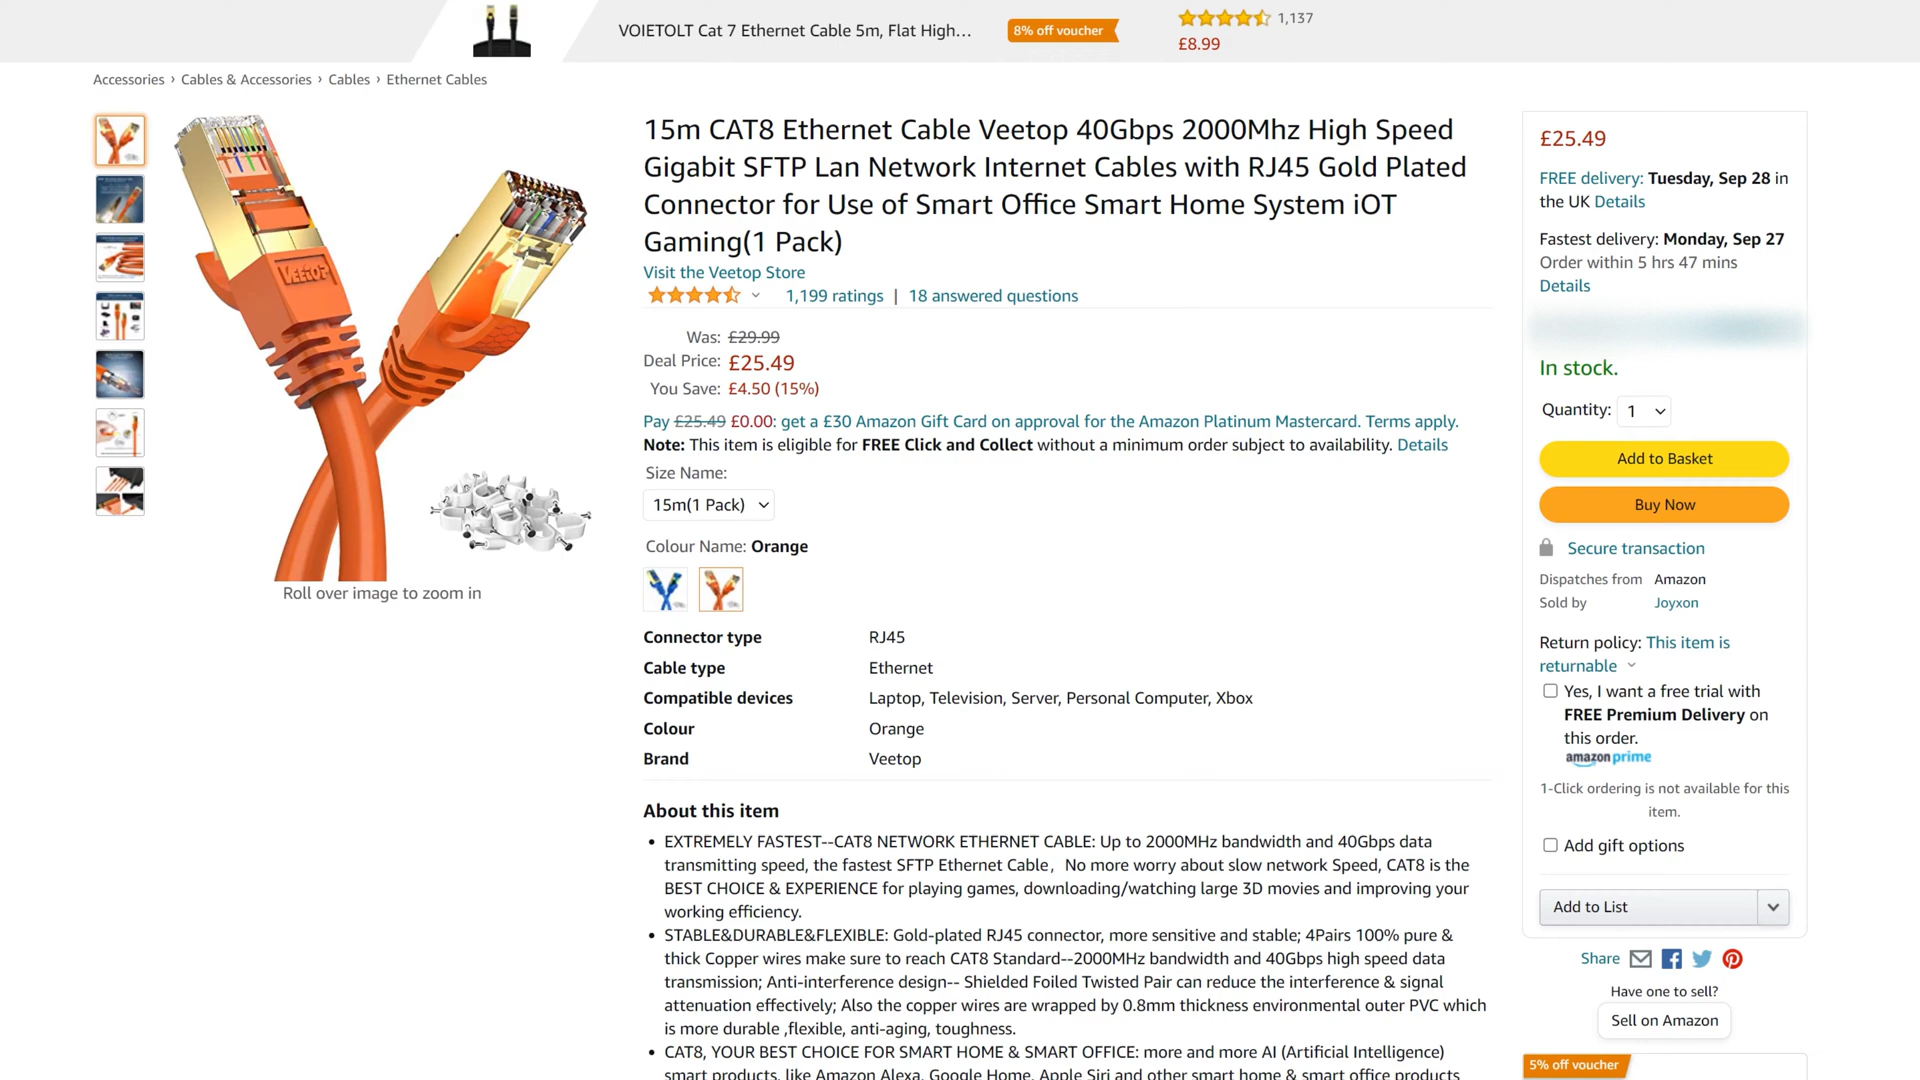 VOIETOLT Cat 7 Ethernet Cable 5m, Flat High...
8% off voucher
1,137
£8.99
Accessories › Cables & Accessories › Cables › Ethernet Cables
VEETOP
Roll over image to zoom in
15m CAT8 Ethernet Cable Veetop 40Gbps 2000Mhz High Speed
Gigabit SFTP Lan Network Internet Cables with RJ45 Gold Plated
Connector for Use of Smart Office Smart Home System iOT
Gaming(1 Pack)
Visit the Veetop Store
1,199 ratings | 18 answered questions
Was: £29.99
Deal Price: £25.49
You Save: £4.50 (15%)
Pay £25.49 £0.00: get a £30 Amazon Gift Card on approval for the Amazon Platinum Mastercard. Terms apply.
Note: This item is eligible for FREE Click and Collect without a minimum order subject to availability. Details
Size Name:
15m(1 Pack)
Colour Name: Orange
Connector type RJ45
Cable type Ethernet
Compatible devices Laptop, Television, Server, Personal Computer, Xbox
Colour Orange
Brand Veetop
About this item
• EXTREMELY FASTEST--CAT8 NETWORK ETHERNET CABLE: Up to 2000MHz bandwidth and 40Gbps data
transmitting speed, the fastest SFTP Ethernet Cable，No more worry about slow network Speed, CAT8 is the
BEST CHOICE & EXPERIENCE for playing games, downloading/watching large 3D movies and improving your
working efficiency.
• STABLE&DURABLE&FLEXIBLE: Gold-plated RJ45 connector, more sensitive and stable; 4Pairs 100% pure &
thick Copper wires make sure to reach CAT8 Standard--2000MHz bandwidth and 40Gbps high speed data
transmission; Anti-interference design-- Shielded Foiled Twisted Pair can reduce the interference & signal
attenuation effectively; Also the copper wires are wrapped by 0.8mm thickness environmental outer PVC which
is more durable ,flexible, anti-aging, toughness.
• CAT8, YOUR BEST CHOICE FOR SMART HOME & SMART OFFICE: more and more AI (Artificial Intelligence)
smart products, like Amazon Alexa, Google Home, Apple Siri and other smart home & smart office products
£25.49
FREE delivery: Tuesday, Sep 28 in
the UK Details
Fastest delivery: Monday, Sep 27
Order within 5 hrs 47 mins
Details
In stock.
Quantity: 1
Add to Basket
Buy Now
Secure transaction
Dispatches from Amazon
Sold by Joyxon
Return policy: This item is
returnable
Yes, I want a free trial with
FREE Premium Delivery on
this order.
amazon prime
1-Click ordering is not available for this
item.
Add gift options
Add to List
Share
Have one to sell?
Sell on Amazon
5% off voucher